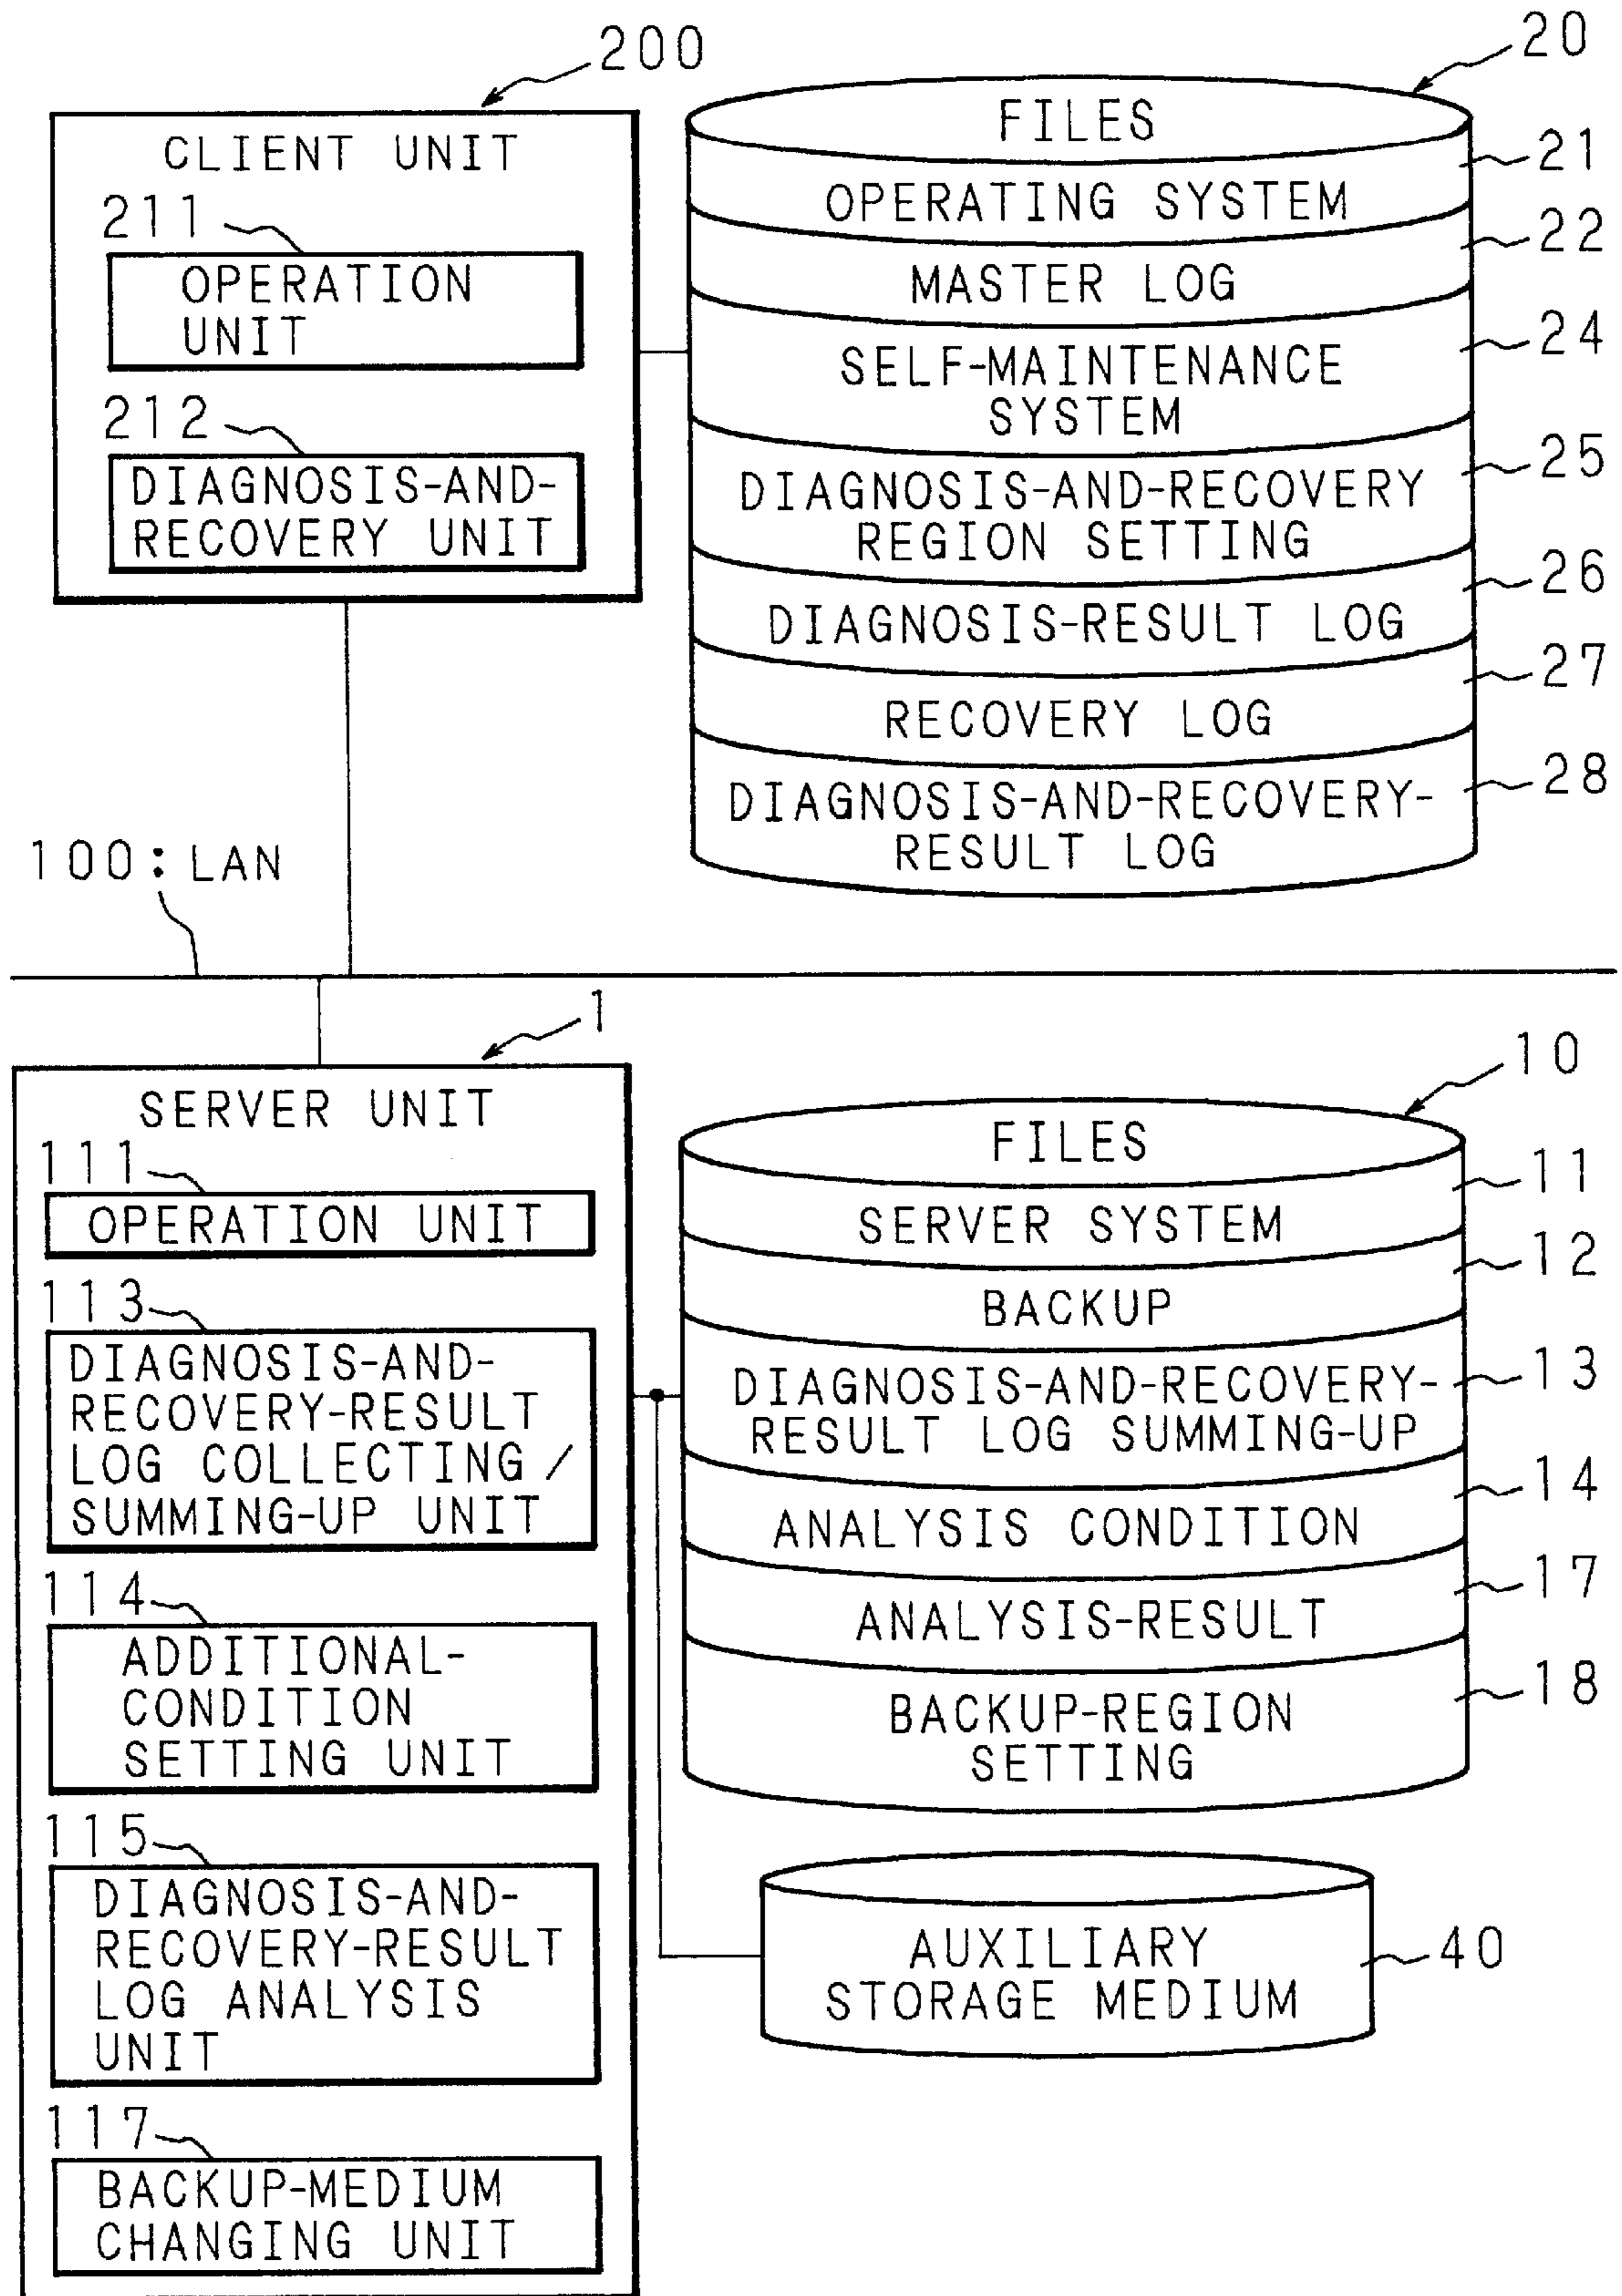 200
CLIENT UNIT
211
OPERATION
UNIT
212
DIAGNOSIS-AND-
RECOVERY UNIT
20
FILES
21
OPERATING SYSTEM
22
MASTER LOG
24
SELF-MAINTENANCE
SYSTEM
25
DIAGNOSIS-AND-RECOVERY
REGION SETTING
26
DIAGNOSIS-RESULT LOG
27
RECOVERY LOG
28
DIAGNOSIS-AND-RECOVERY-
RESULT LOG
100:LAN
1
SERVER UNIT
111
OPERATION UNIT
113
DIAGNOSIS-AND-
RECOVERY-RESULT
LOG COLLECTING/
SUMMING-UP UNIT
114
ADDITIONAL-
CONDITION
SETTING UNIT
115
DIAGNOSIS-AND-
RECOVERY-RESULT
LOG ANALYSIS
UNIT
117
BACKUP-MEDIUM
CHANGING UNIT
10
FILES
11
SERVER SYSTEM
12
BACKUP
13
DIAGNOSIS-AND-RECOVERY-
RESULT LOG SUMMING-UP
14
ANALYSIS CONDITION
17
ANALYSIS-RESULT
18
BACKUP-REGION
SETTING
40
AUXILIARY
STORAGE MEDIUM